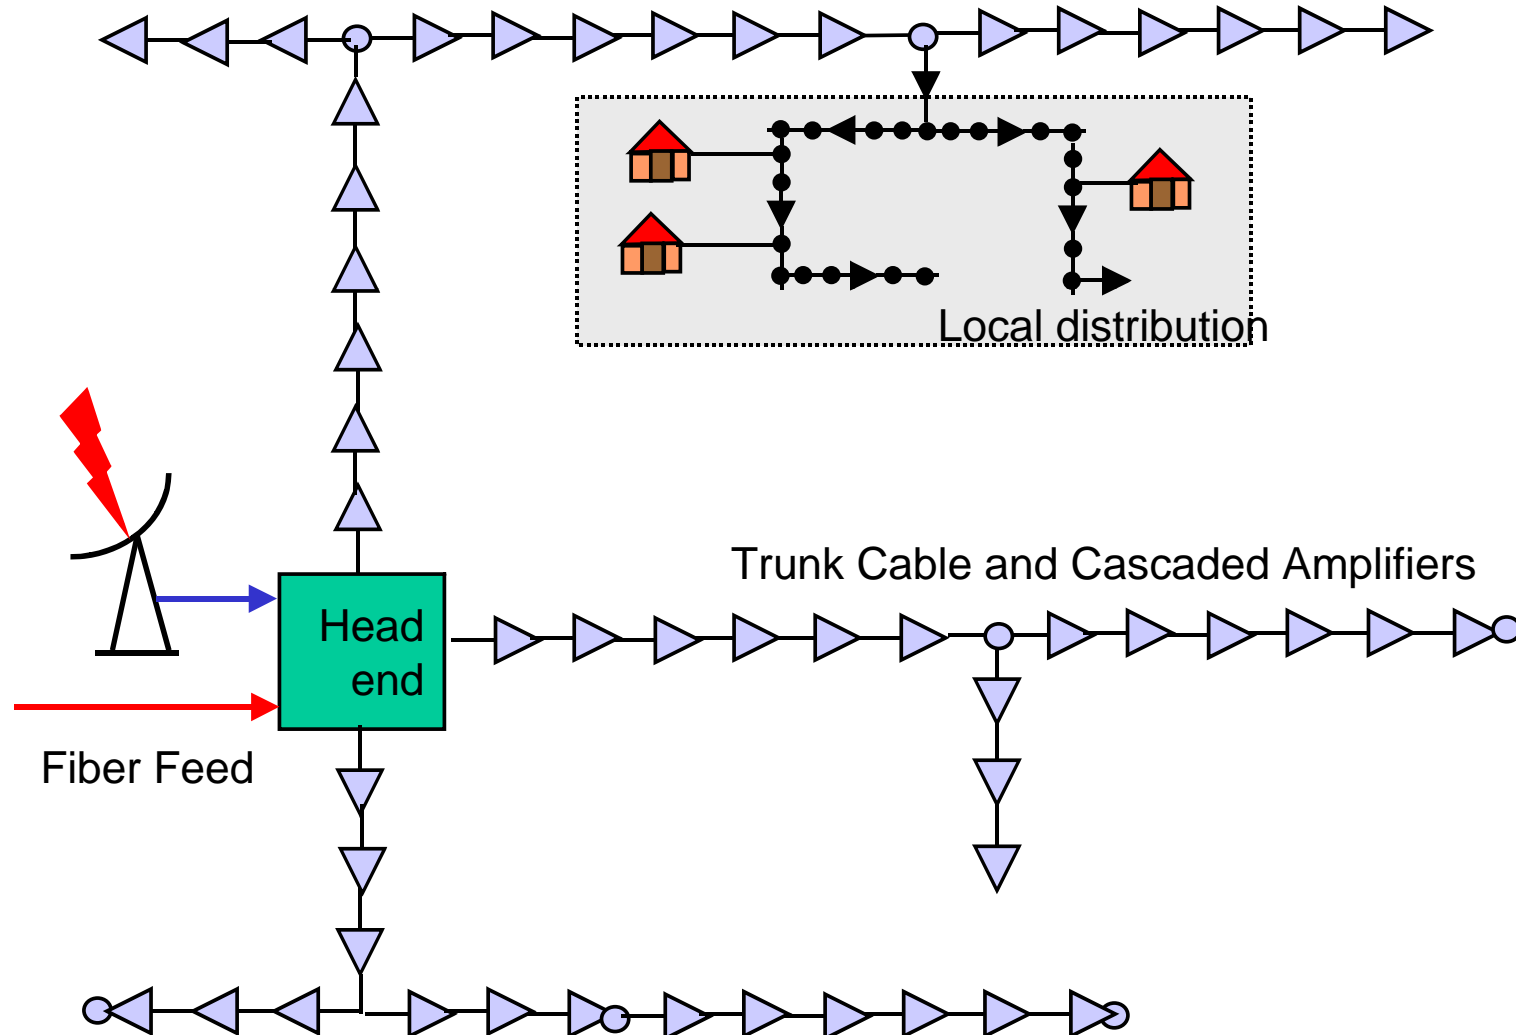 Local distribution
Trunk Cable and Cascaded Amplifiers
Head
end
Fiber Feed